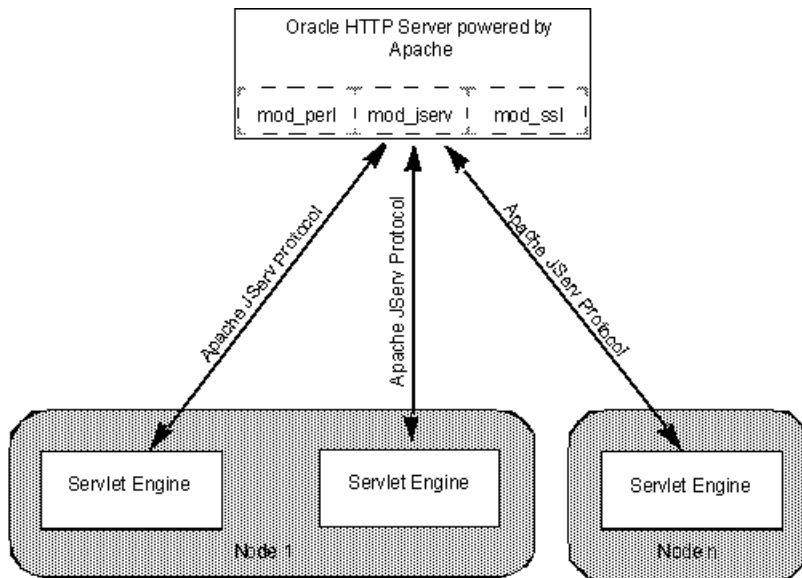 Oracle HTTP Server powered by
Apache
mod_perl
mod_jserv
mod_ssl
Apache JServ Protocol
Apache JServ Protocol
Apache JServ Protocol
Servlet Engine
Servlet Engine
Servlet Engine
Node 1
Node n